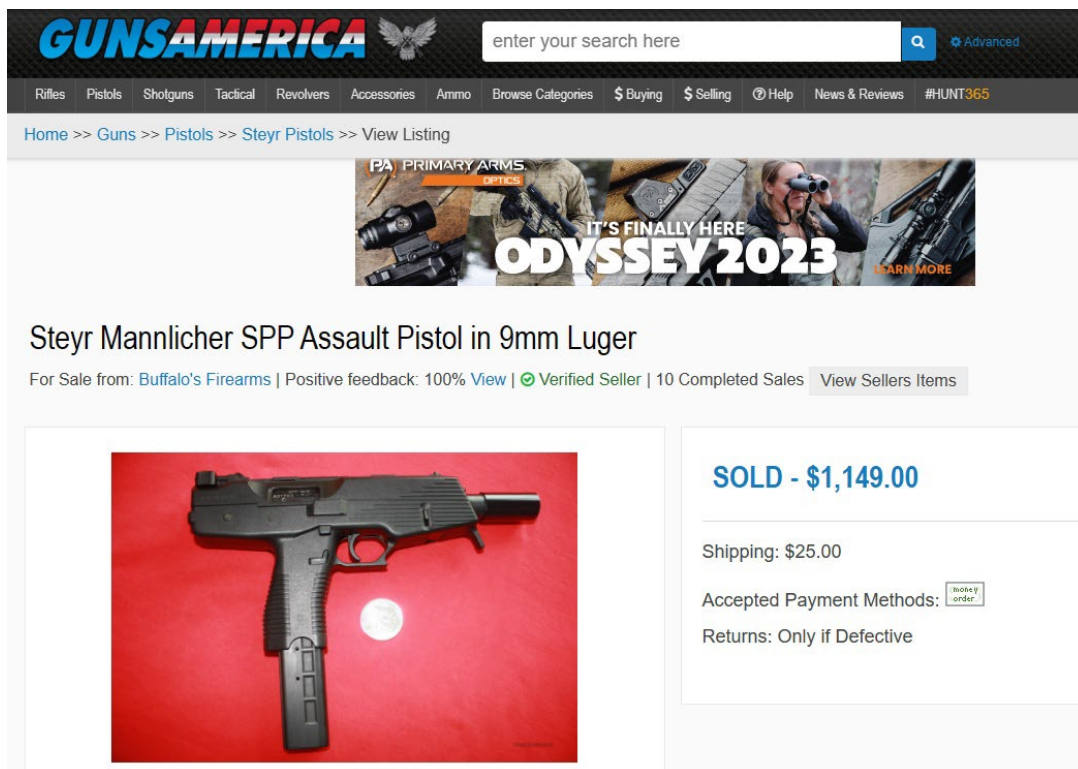 GUNSAMERICA
enter your search here
Advanced
Rifles Pistols Shotguns Tactical Revolvers Accessories Ammo Browse Categories $ Buying $ Selling ? Help News & Reviews #HUNT365
Home >> Guns >> Pistols >> Steyr Pistols >> View Listing
PA PRIMARY ARMS
OPTICS
IT'S FINALLY HERE
ODYSSEY 2023
LEARN MORE
Steyr Mannlicher SPP Assault Pistol in 9mm Luger
For Sale from: Buffalo's Firearms | Positive feedback: 100% View | Verified Seller | 10 Completed Sales View Sellers Items
SOLD - $1,149.00
Shipping: $25.00
Accepted Payment Methods: money order
Returns: Only if Defective